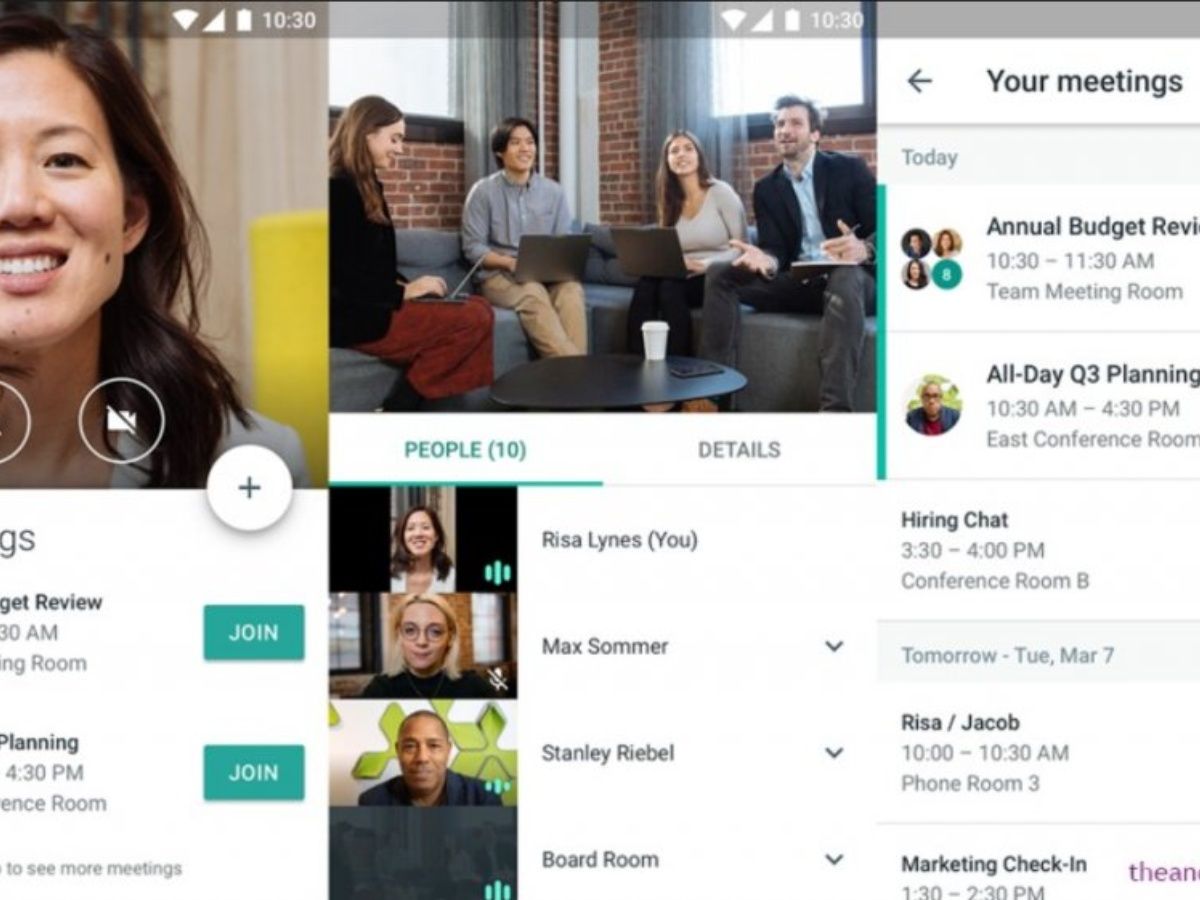 10:30
gs
get Review
30 AM
ing Room
JOIN
Planning
4:30 PM
rence Room
JOIN
to see more meetings
10:30
PEOPLE (10)
DETAILS
Risa Lynes (You)
Max Sommer
Stanley Riebel
Board Room
Your meetings
Today
8
Annual Budget Revi
10:30 – 11:30 AM
Team Meeting Room
All-Day Q3 Planning
10:30 AM – 4:30 PM
East Conference Room
Hiring Chat
3:30 – 4:00 PM
Conference Room B
Tomorrow - Tue, Mar 7
Risa / Jacob
10:00 – 10:30 AM
Phone Room 3
Marketing Check-In
1:30 – 2:30 PM
thean